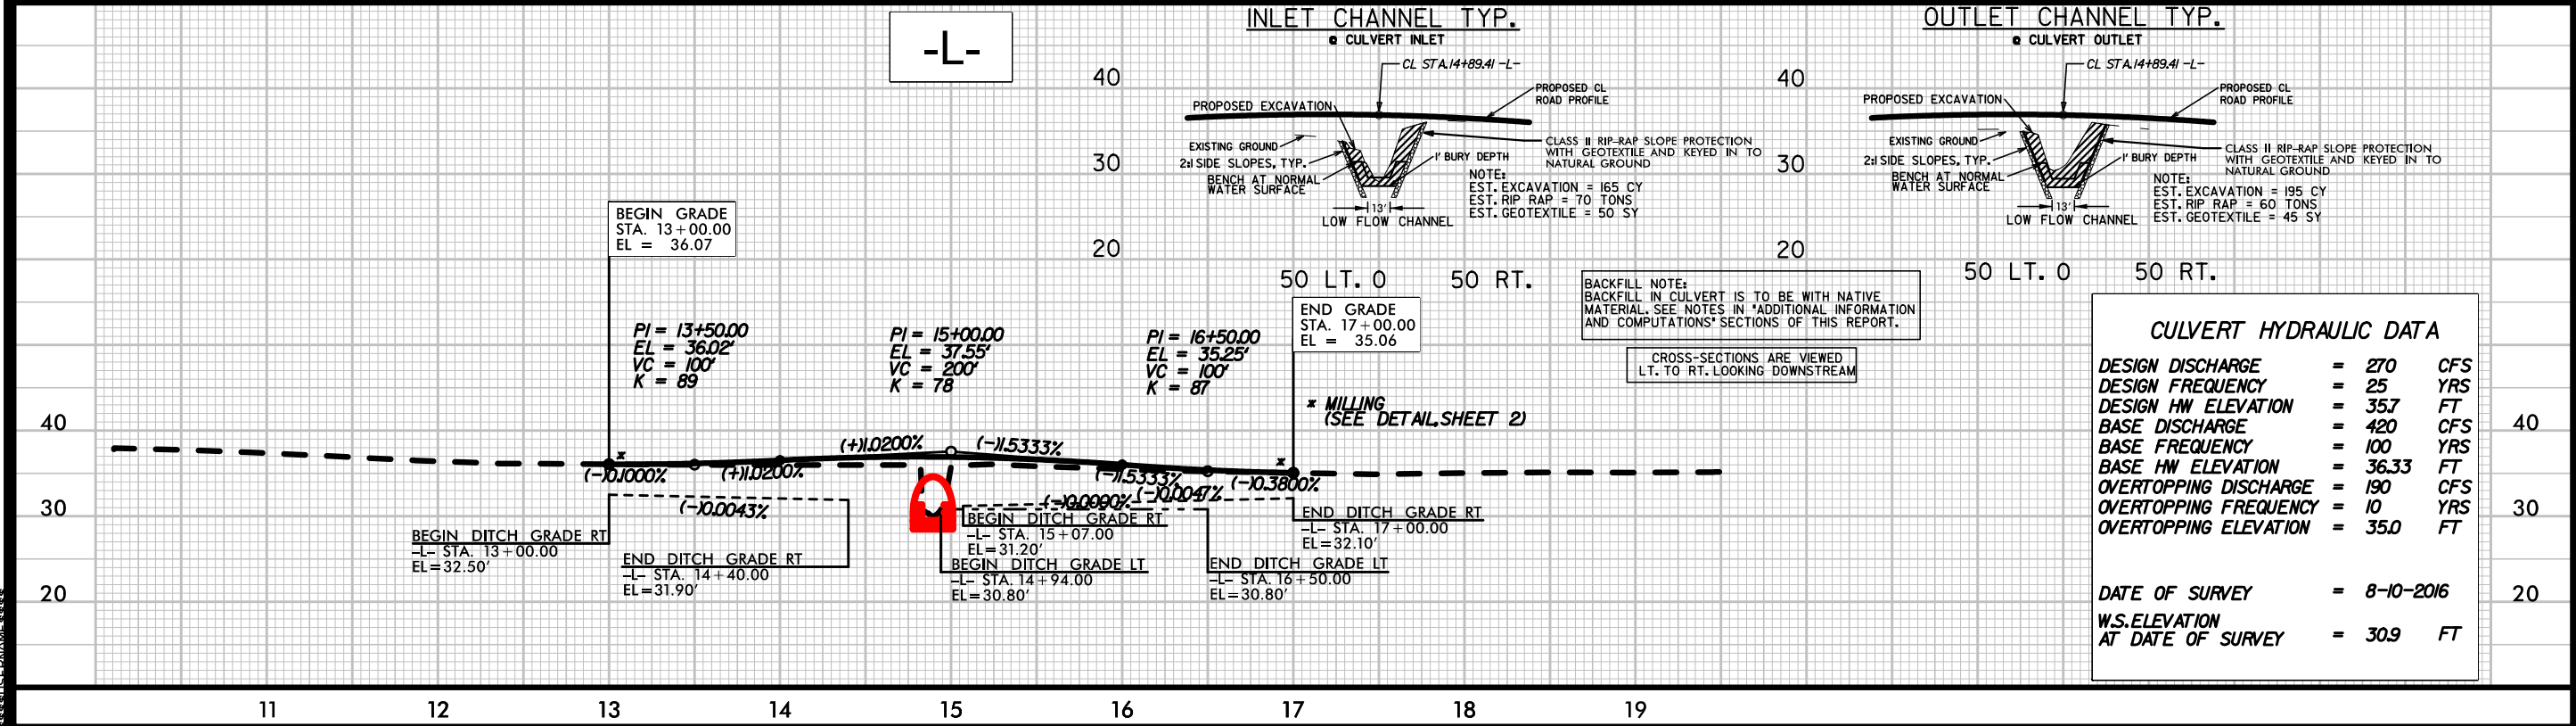 -L-
INLET CHANNEL TYP.
@ CULVERT INLET
CL STA.14+89.41 -L-
40
PROPOSED EXCAVATION
PROPOSED CL
ROAD PROFILE
EXISTING GROUND
2:1 SIDE SLOPES, TYP.
BENCH AT NORMAL
WATER SURFACE
CLASS II RIP-RAP SLOPE PROTECTION
WITH GEOTEXTILE AND KEYED IN TO
NATURAL GROUND
1' BURY DEPTH
30
NOTE:
EST. EXCAVATION = 165 CY
EST. RIP RAP = 70 TONS
EST. GEOTEXTILE = 50 SY
13'
LOW FLOW CHANNEL
20
50 LT. 0 50 RT.
OUTLET CHANNEL TYP.
@ CULVERT OUTLET
CL STA.14+89.41 -L-
40
PROPOSED EXCAVATION
PROPOSED CL
ROAD PROFILE
EXISTING GROUND
2:1 SIDE SLOPES, TYP.
BENCH AT NORMAL
WATER SURFACE
CLASS II RIP-RAP SLOPE PROTECTION
WITH GEOTEXTILE AND KEYED IN TO
NATURAL GROUND
1' BURY DEPTH
30
NOTE:
EST. EXCAVATION = 195 CY
EST. RIP RAP = 60 TONS
EST. GEOTEXTILE = 45 SY
13'
LOW FLOW CHANNEL
20
50 LT. 0 50 RT.
BEGIN GRADE
STA. 13+00.00
EL = 36.07
PI = 13+50.00
EL = 36.02'
VC = 100'
K = 89
PI = 15+00.00
EL = 37.55'
VC = 200'
K = 78
PI = 16+50.00
EL = 35.25'
VC = 100'
K = 87
END GRADE
STA. 17+00.00
EL = 35.06
* MILLING
(SEE DETAIL, SHEET 2)
BACKFILL NOTE:
BACKFILL IN CULVERT IS TO BE WITH NATIVE
MATERIAL. SEE NOTES IN "ADDITIONAL INFORMATION
AND COMPUTATIONS" SECTIONS OF THIS REPORT.
CROSS-SECTIONS ARE VIEWED
LT. TO RT. LOOKING DOWNSTREAM
CULVERT HYDRAULIC DATA
DESIGN DISCHARGE = 270 CFS
DESIGN FREQUENCY = 25 YRS
DESIGN HW ELEVATION = 35.7 FT
BASE DISCHARGE = 420 CFS
BASE FREQUENCY = 100 YRS
BASE HW ELEVATION = 36.33 FT
OVERTOPPING DISCHARGE = 190 CFS
OVERTOPPING FREQUENCY = 10 YRS
OVERTOPPING ELEVATION = 35.0 FT
DATE OF SURVEY = 8-10-2016
W.S. ELEVATION
AT DATE OF SURVEY = 30.9 FT
40
30
20
40
30
20
*
(-)0.1000%
(+)1.0200%
(+)1.0200%
(-)1.5333%
(-)1.5333%
(-)0.3800%
*
(-)0.0043%
(-)0.0090%
(-)0.0047%
BEGIN DITCH GRADE RT
-L- STA. 13+00.00
EL=32.50'
END DITCH GRADE RT
-L- STA. 14+40.00
EL=31.90'
BEGIN DITCH GRADE RT
-L- STA. 15+07.00
EL=31.20'
BEGIN DITCH GRADE LT
-L- STA. 14+94.00
EL=30.80'
END DITCH GRADE RT
-L- STA. 17+00.00
EL=32.10'
END DITCH GRADE LT
-L- STA. 16+50.00
EL=30.80'
11 12 13 14 15 16 17 18 19